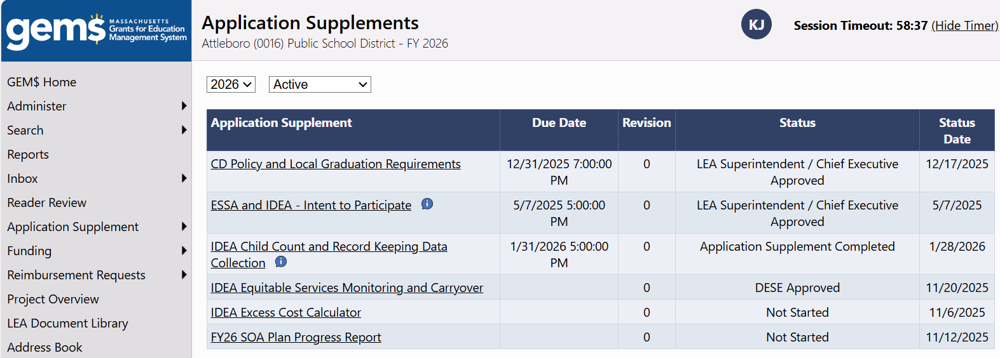 gem$ MASSACHUSETTS
Grants for Education
Management System
Application Supplements
Attleboro (0016) Public School District - FY 2026
KJ
Session Timeout: 58:37 (Hide Timer)
GEM$ Home
Administer
Search
Reports
Inbox
Reader Review
Application Supplement
Funding
Reimbursement Requests
Project Overview
LEA Document Library
Address Book
2026 Active
Application Supplement Due Date Revision Status Status
Date
CD Policy and Local Graduation Requirements 12/31/2025 7:00:00 0 LEA Superintendent / Chief Executive 12/17/2025
PM Approved
ESSA and IDEA - Intent to Participate 5/7/2025 5:00:00 0 LEA Superintendent / Chief Executive 5/7/2025
PM Approved
IDEA Child Count and Record Keeping Data 1/31/2026 5:00:00 0 Application Supplement Completed 1/28/2026
Collection PM
IDEA Equitable Services Monitoring and Carryover 0 DESE Approved 11/20/2025
IDEA Excess Cost Calculator 0 Not Started 11/6/2025
FY26 SOA Plan Progress Report 0 Not Started 11/12/2025